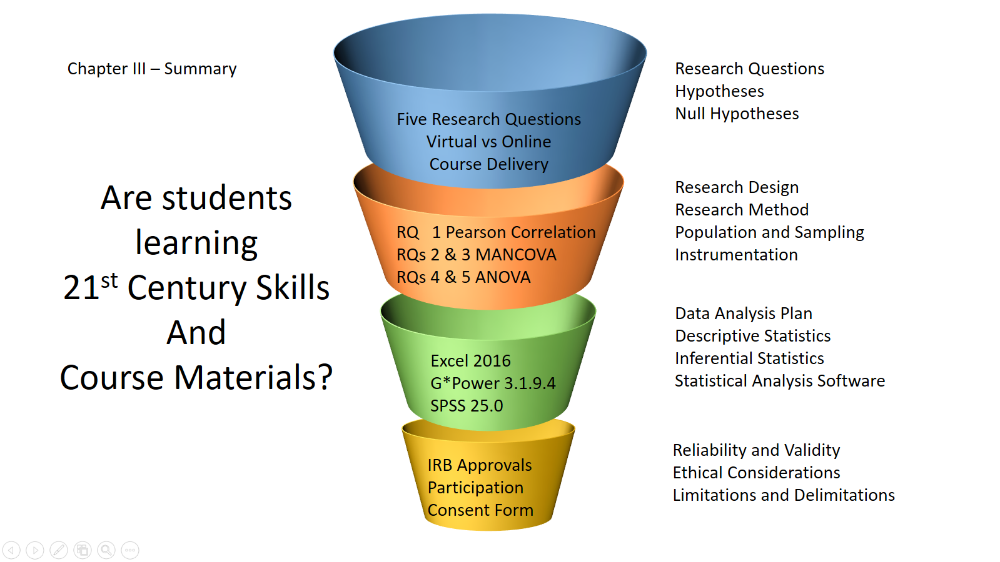 Chapter III – Summary
Are students
learning
21st Century Skills
And
Course Materials?
Five Research Questions
Virtual vs Online
Course Delivery
RQ   1 Pearson Correlation
RQs 2 & 3 MANCOVA
RQs 4 & 5 ANOVA
Excel 2016
G*Power 3.1.9.4
SPSS 25.0
IRB Approvals
Participation
Consent Form
Research Questions
Hypotheses
Null Hypotheses
Research Design
Research Method
Population and Sampling
Instrumentation
Data Analysis Plan
Descriptive Statistics
Inferential Statistics
Statistical Analysis Software
Reliability and Validity
Ethical Considerations
Limitations and Delimitations